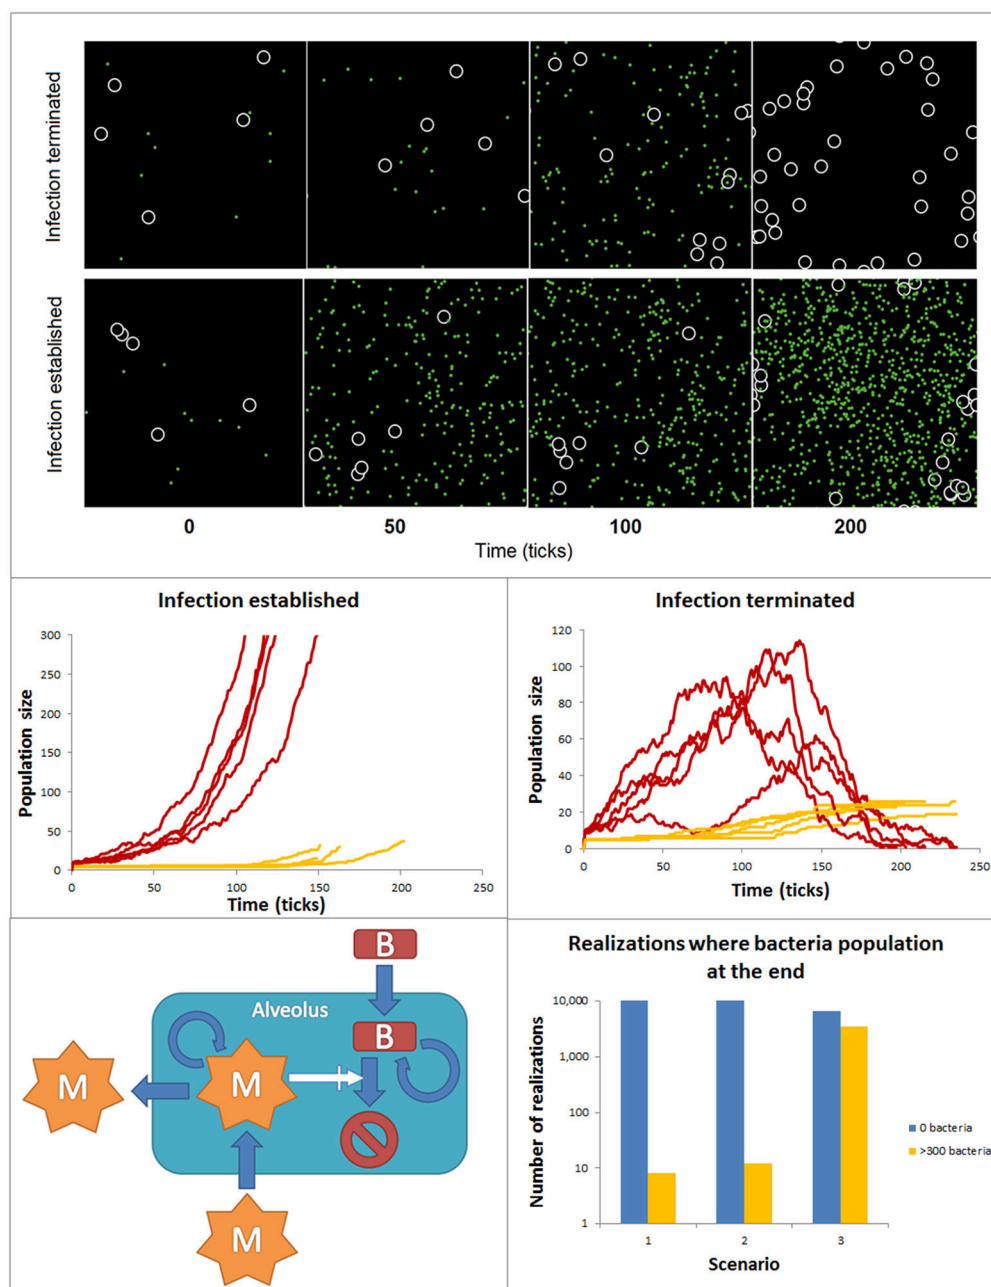 Infection terminated
Infection established
0 50 100 200
Time (ticks)
Infection established
Population size
300
250
200
150
100
50
0
0 50 100 150 200 250
Time (ticks)
Infection terminated
Population size
120
100
80
60
40
20
0
0 50 100 150 200 250
Time (ticks)
B
Alveolus
B
M
M
M
Realizations where bacteria population
at the end
Number of realizations
10,000
1,000
100
10
1
1 2 3
Scenario
0 bacteria
>300 bacteria